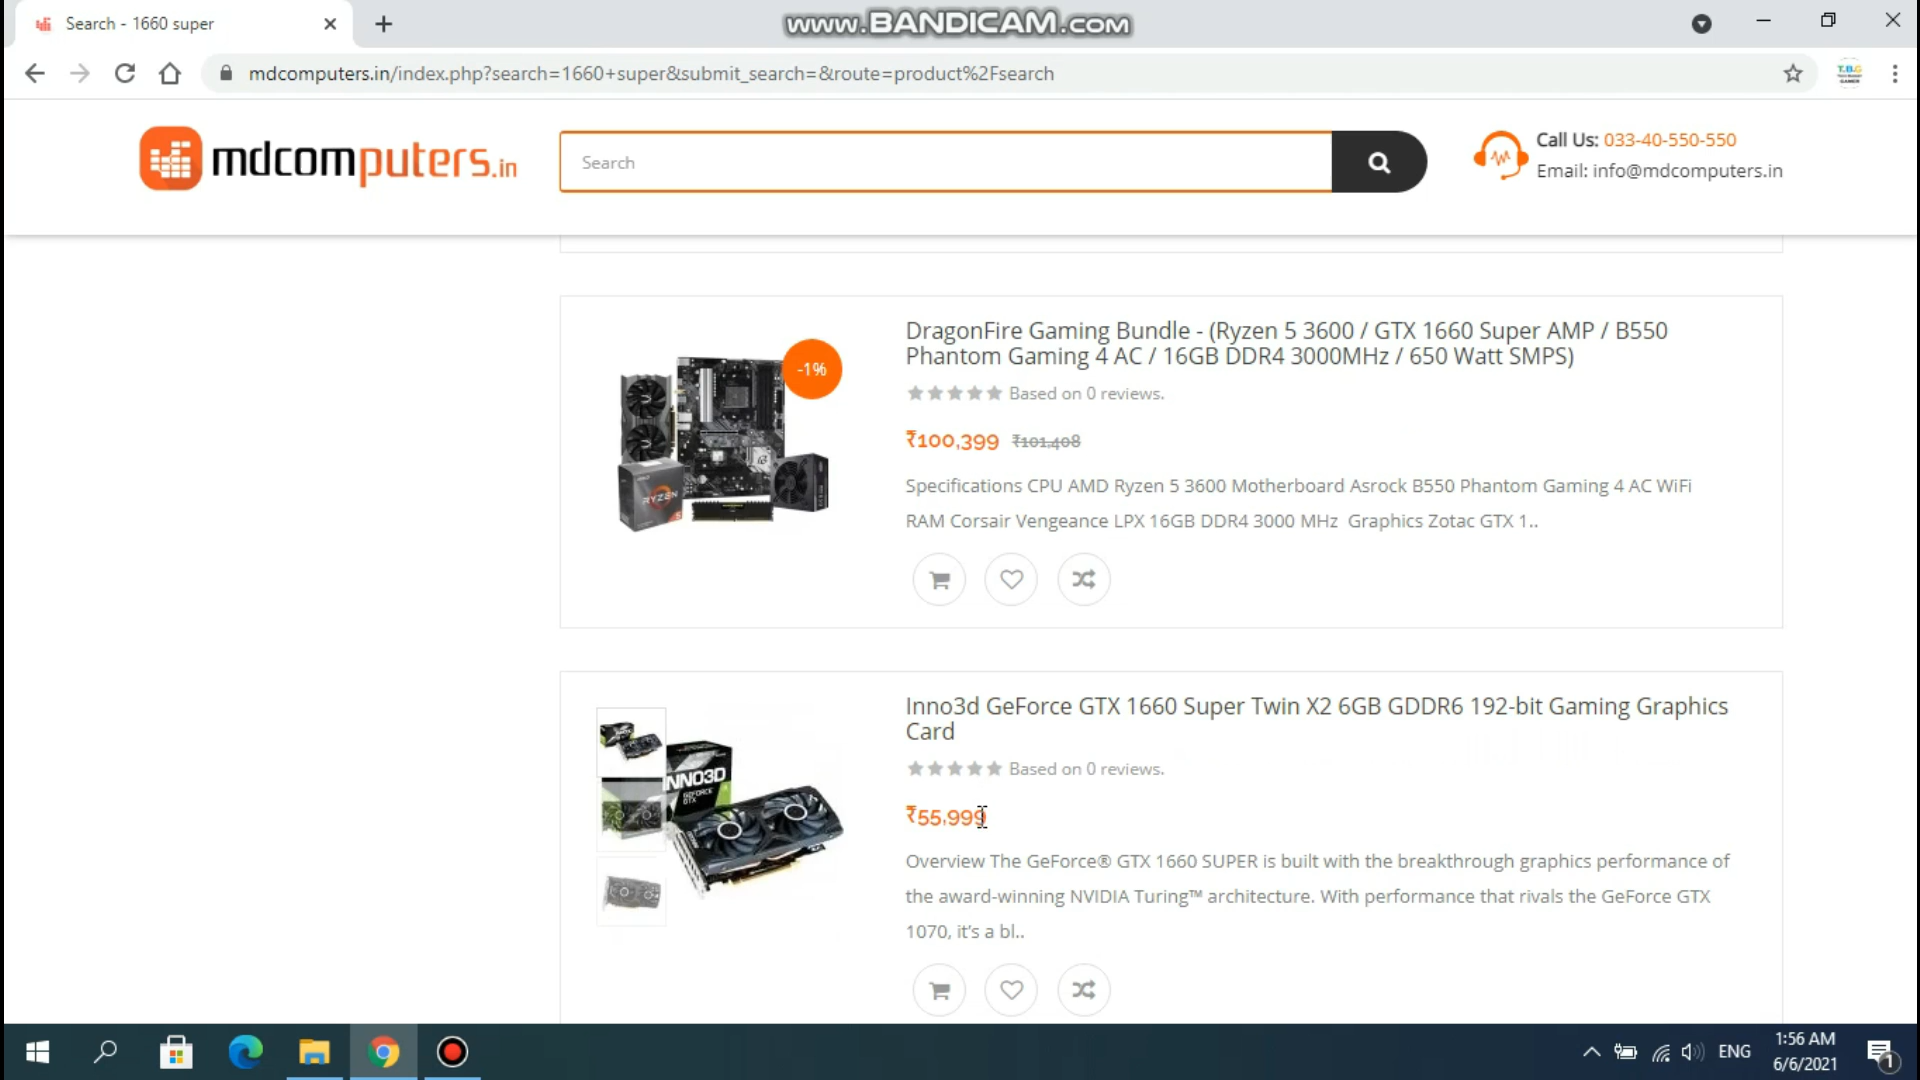 Search - 1660 super
www.BANDICAM.com
mdcomputers.in/index.php?search=1660+super&submit_search=&route=product%2Fsearch
T.B.G
GAMER
mdcomputers.in
Search
Call Us: 033-40-550-550
Email: info@mdcomputers.in
-1%
DragonFire Gaming Bundle - (Ryzen 5 3600 / GTX 1660 Super AMP / B550
Phantom Gaming 4 AC / 16GB DDR4 3000MHz / 650 Watt SMPS)
Based on 0 reviews.
₹100,399 ₹101,408
Specifications CPU AMD Ryzen 5 3600 Motherboard Asrock B550 Phantom Gaming 4 AC WiFi
RAM Corsair Vengeance LPX 16GB DDR4 3000 MHz Graphics Zotac GTX 1..
RYZEN
Inno3d GeForce GTX 1660 Super Twin X2 6GB GDDR6 192-bit Gaming Graphics
Card
Based on 0 reviews.
₹55,999
Overview The GeForce® GTX 1660 SUPER is built with the breakthrough graphics performance of
the award-winning NVIDIA Turing™ architecture. With performance that rivals the GeForce GTX
1070, it's a bl..
INNO3D
GEFORCE
GTX
ENG
1:56 AM
6/6/2021
1